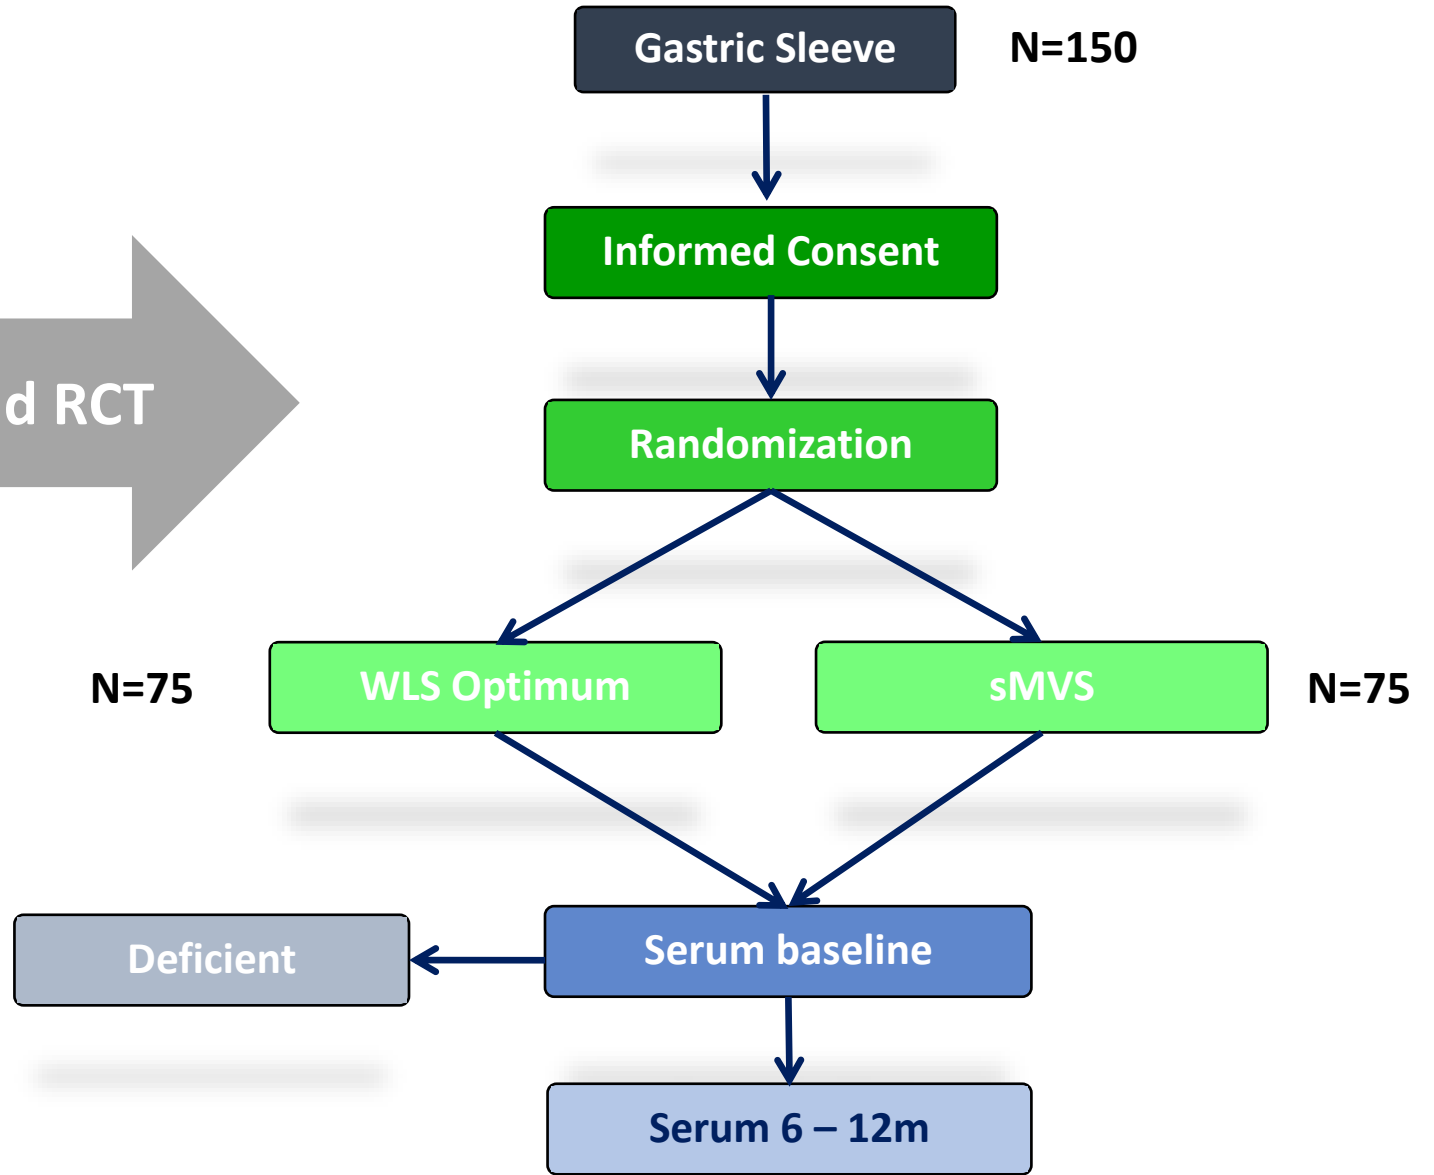 Gastric Sleeve
N=150
Informed Consent
d RCT
Randomization
N=75
WLS Optimum
sMVS
N=75
Deficient
Serum baseline
Serum 6 – 12m